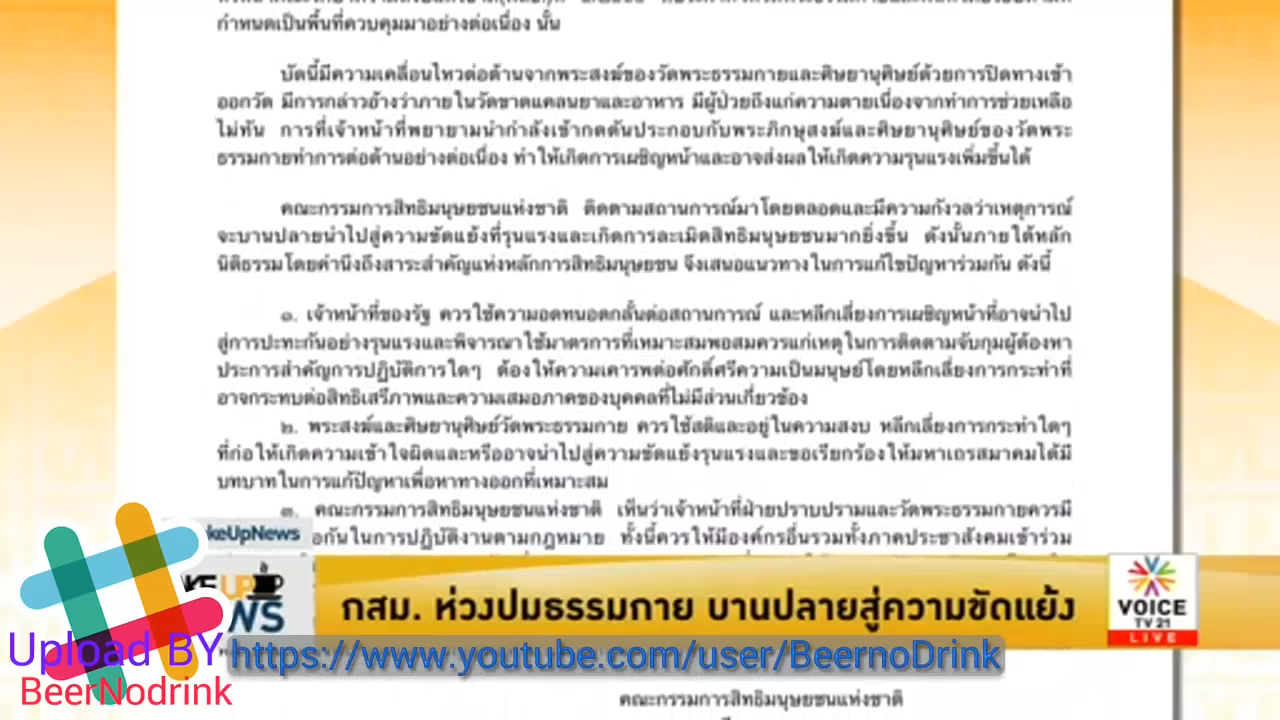 กำหนดเป็นพื้นที่ควบคุมมาอย่างต่อเนื่อง นั้น
บัดนี้มีความเคลื่อนไหวต่อต้านจากพระสงฆ์ของวัดพระธรรมกายและศิษยานุศิษย์ด้วยการปิดทางเข้า
ออกวัด มีการกล่าวอ้างว่าภายในวัดขาดแคลนยาและอาหาร มีผู้ป่วยถึงแก่ความตายเนื่องจากทำการช่วยเหลือ
ไม่ทัน การที่เจ้าหน้าที่พยายามนำกำลังเข้ากดดันประกอบกับพระภิกษุสงฆ์และศิษยานุศิษย์ของวัดพระ
ธรรมกายทำการต่อต้านอย่างต่อเนื่อง ทำให้เกิดการเผชิญหน้าและอาจส่งผลให้เกิดความรุนแรงเพิ่มขึ้นได้
คณะกรรมการสิทธิมนุษยชนแห่งชาติ ติดตามสถานการณ์มาโดยตลอดและมีความกังวลว่าเหตุการณ์
จะบานปลายนำไปสู่ความขัดแย้งที่รุนแรงและเกิดการละเมิดสิทธิมนุษยชนมากยิ่งขึ้น ดังนั้นภายใต้หลัก
นิติธรรมโดยคำนึงถึงสาระสำคัญแห่งหลักการสิทธิมนุษยชน จึงเสนอแนวทางในการแก้ไขปัญหาร่วมกัน ดังนี้
๑. เจ้าหน้าที่ของรัฐ ควรใช้ความอดทนอดกลั้นต่อสถานการณ์ และหลีกเลี่ยงการเผชิญหน้าที่อาจนำไป
สู่การปะทะกันอย่างรุนแรงและพิจารณาใช้มาตรการที่เหมาะสมพอสมควรแก่เหตุในการติดตามจับกุมผู้ต้องหา
ประการสำคัญการปฏิบัติการใดๆ ต้องให้ความเคารพต่อศักดิ์ศรีความเป็นมนุษย์โดยหลีกเลี่ยงการกระทำที่
อาจกระทบต่อสิทธิเสรีภาพและความเสมอภาคของบุคคลที่ไม่มีส่วนเกี่ยวข้อง
๒. พระสงฆ์และศิษยานุศิษย์วัดพระธรรมกาย ควรใช้สติและอยู่ในความสงบ หลีกเลี่ยงการกระทำใดๆ
ที่ก่อให้เกิดความเข้าใจผิดและหรืออาจนำไปสู่ความขัดแย้งรุนแรงและขอเรียกร้องให้มหาเถรสมาคมได้มี
บทบาทในการแก้ปัญหาเพื่อหาทางออกที่เหมาะสม
๓. คณะกรรมการสิทธิมนุษยชนแห่งชาติ เห็นว่าเจ้าหน้าที่ฝ่ายปราบปรามและวัดพระธรรมกายควรมี
กันในการปฏิบัติงานตามกฎหมาย ทั้งนี้ควรให้มีองค์กรอื่นรวมทั้งภาคประชาสังคมเข้าร่วม
keUpNews
KE UP
NEWS
กสม. ห่วงปมธรรมกาย บานปลายสู่ความขัดแย้ง
VOICE
TV 21
LIVE
Upload BY https://www.youtube.com/user/BeernoDrink
BeerNodrink
คณะกรรมการสิทธิมนุษยชนแห่งชาติ